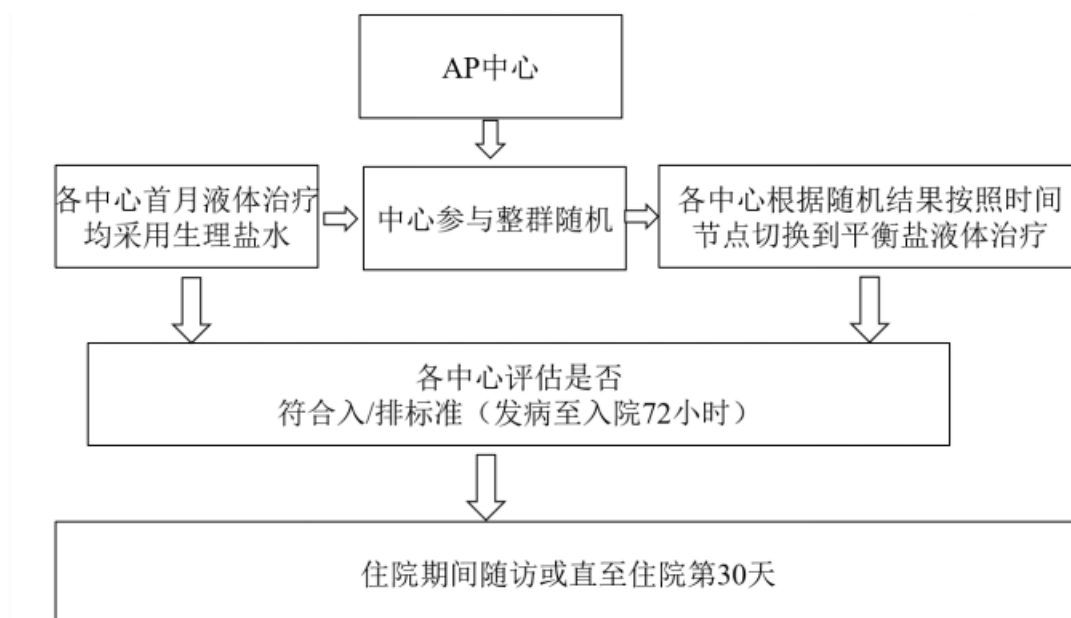 AP中心
各中心首月液体治疗
均采用生理盐水
中心参与整群随机
各中心根据随机结果按照时间
节点切换到平衡盐液体治疗
各中心评估是否
符合入/排标准（发病至入院72小时）
住院期间随访或直至住院第30天